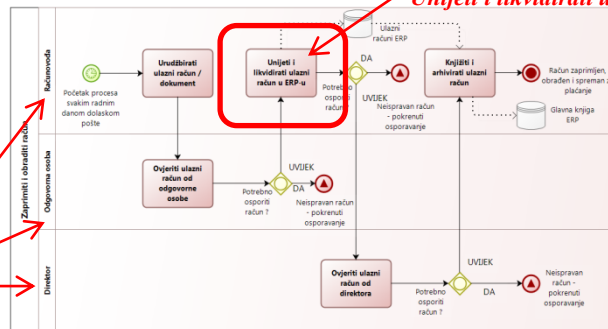 Unijeti i likvidirati u
Zaprimiti i obraditi račun
Računovođa
Početak procesa
svakim radnim
danom dolaskom
pošte
Urudžbirati
ulazni račun /
dokument
Unijeti i
likvidirati ulazni
račun u ERP-u
Ulazni
računi ERP
Potrebno
osporiti
račun ?
DA
UVIJEK
Neispravan račun
- pokrenuti
osporavanje
Knjižiti i
arhivirati ulazni
račun
Račun zaprimljen,
obrađen i spreman z
plaćanje
Glavna knjiga
ERP
Odgovorna osoba
Ovjeriti ulazni
račun od
odgovorne
osobe
Potrebno
osporiti
račun ?
UVIJEK
DA
Neispravan račun
- pokrenuti
osporavanje
Direktor
Ovjeriti ulazni
račun od
direktora
Potrebno
osporiti
račun ?
UVIJEK
DA
Neispravan
račun -
pokrenuti
osporavanje